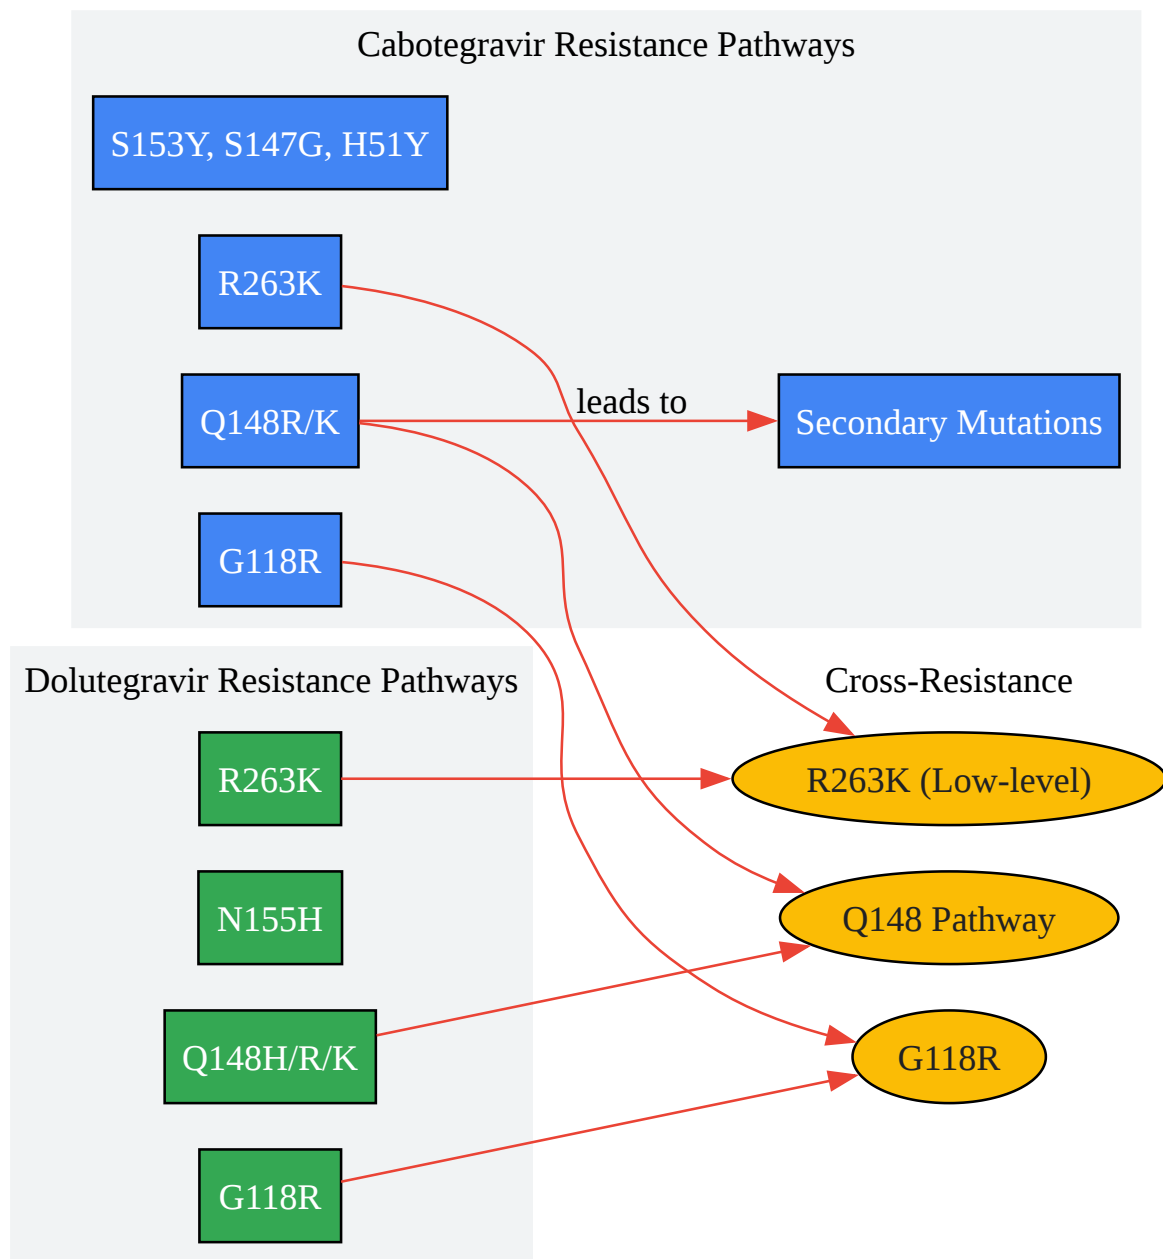 Cabotegravir Resistance Pathways
S153Y, S147G, H51Y
R263K
Q148R/K
leads to
Secondary Mutations
G118R
Dolutegravir Resistance Pathways
Cross-Resistance
R263K
R263K (Low-level)
N155H
Q148 Pathway
Q148H/R/K
G118R
G118R